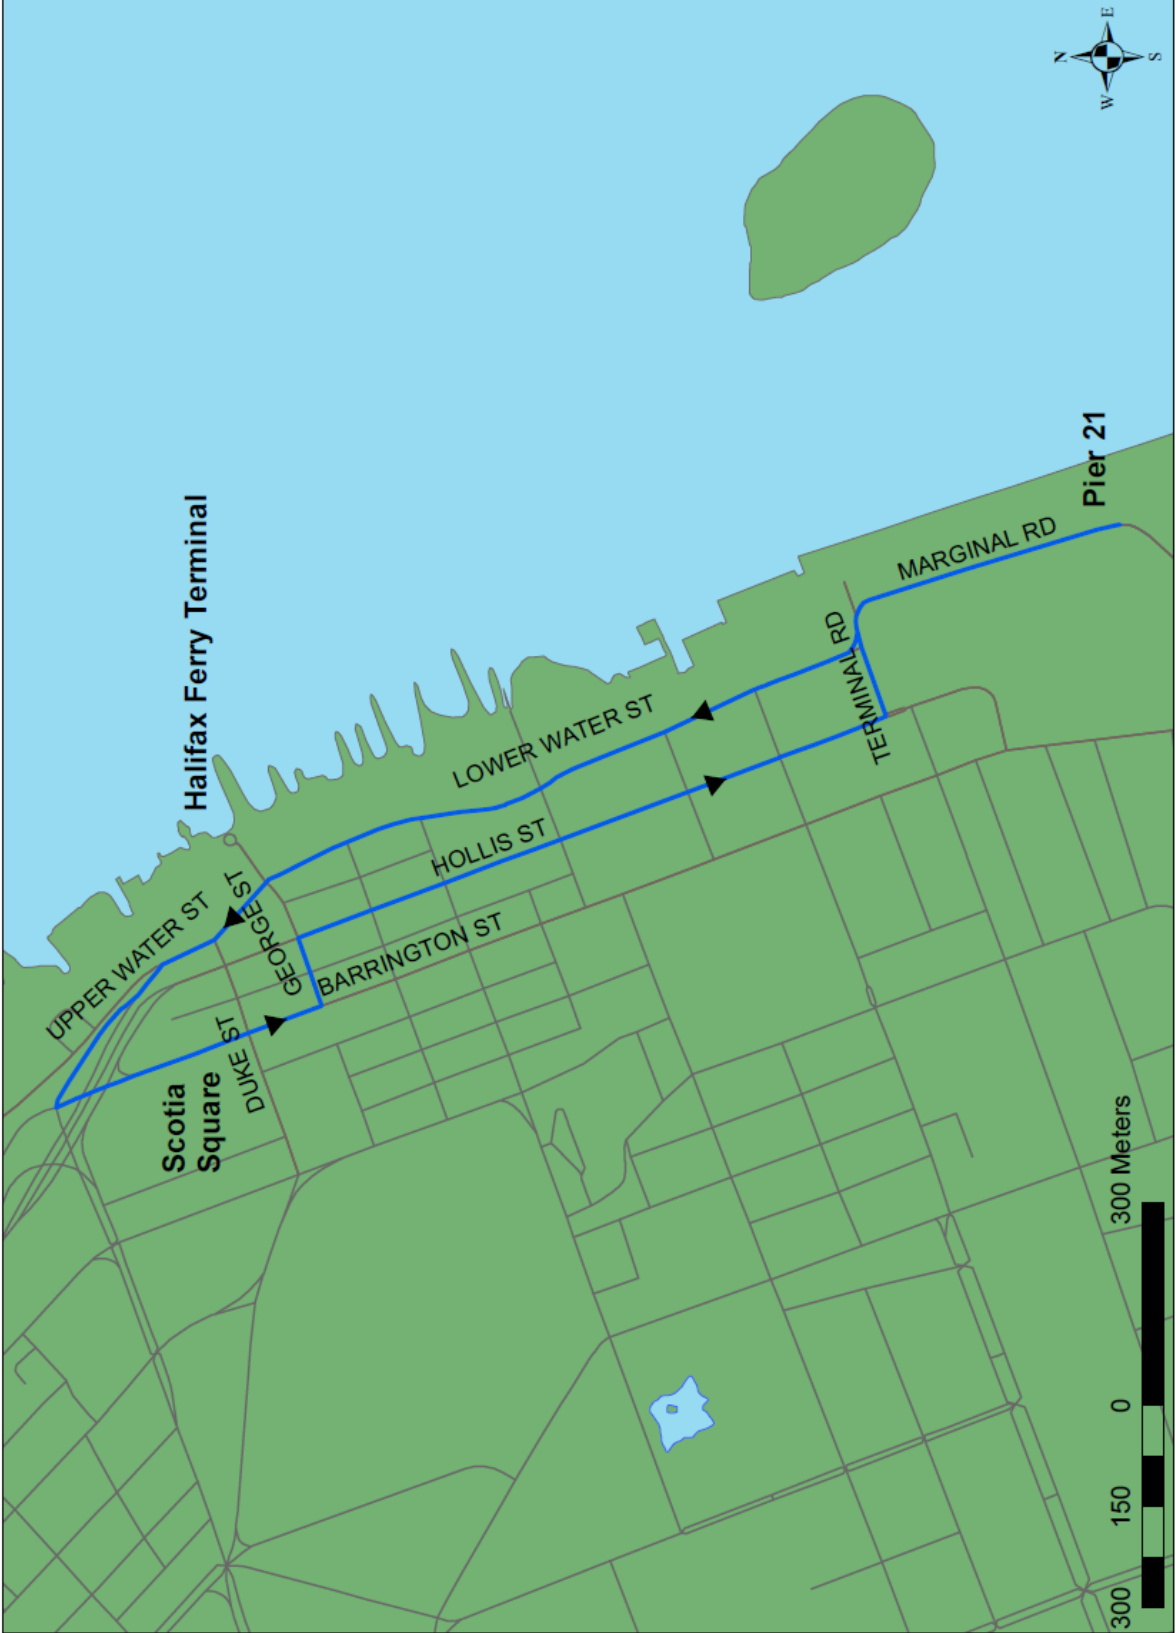 N
E
W
S
Halifax Ferry Terminal
UPPER WATER ST
GEORGE ST
DUKE ST
Scotia
Square
BARRINGTON ST
HOLLIS ST
LOWER WATER ST
TERMINAL RD
MARGINAL RD
Pier 21
300 150 0 300 Meters